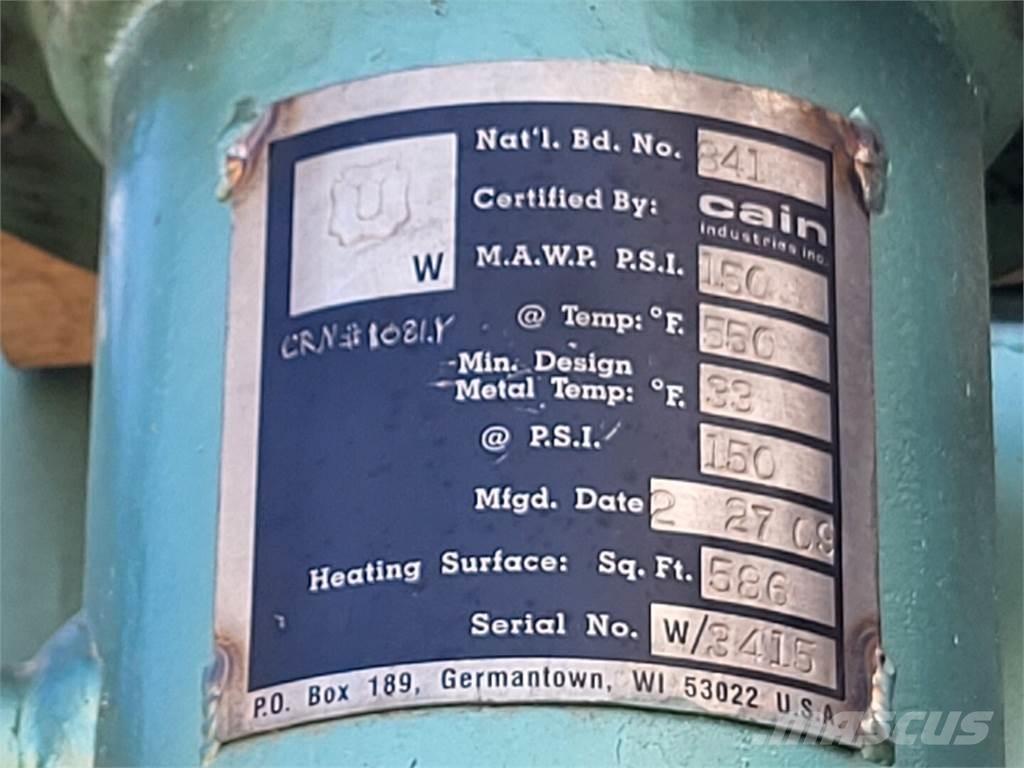 U
W
Nat'l. Bd. No. 841
Certified By: cain
industries inc.
M.A.W.P. P.S.I. 150
@ Temp: °F. 550
CRN# 1081.Y
Min. Design
Metal Temp: °F. 33
@ P.S.I. 150
Mfgd. Date 2 27 09
Heating Surface: Sq. Ft. 586
Serial No. W/3415
P.O. Box 189, Germantown, WI 53022 U.S.A.
MASCUS